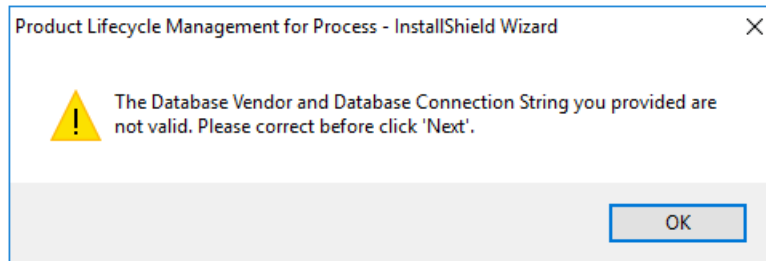 Product Lifecycle Management for Process - InstallShield Wizard
The Database Vendor and Database Connection String you provided are
not valid. Please correct before click 'Next'.
OK